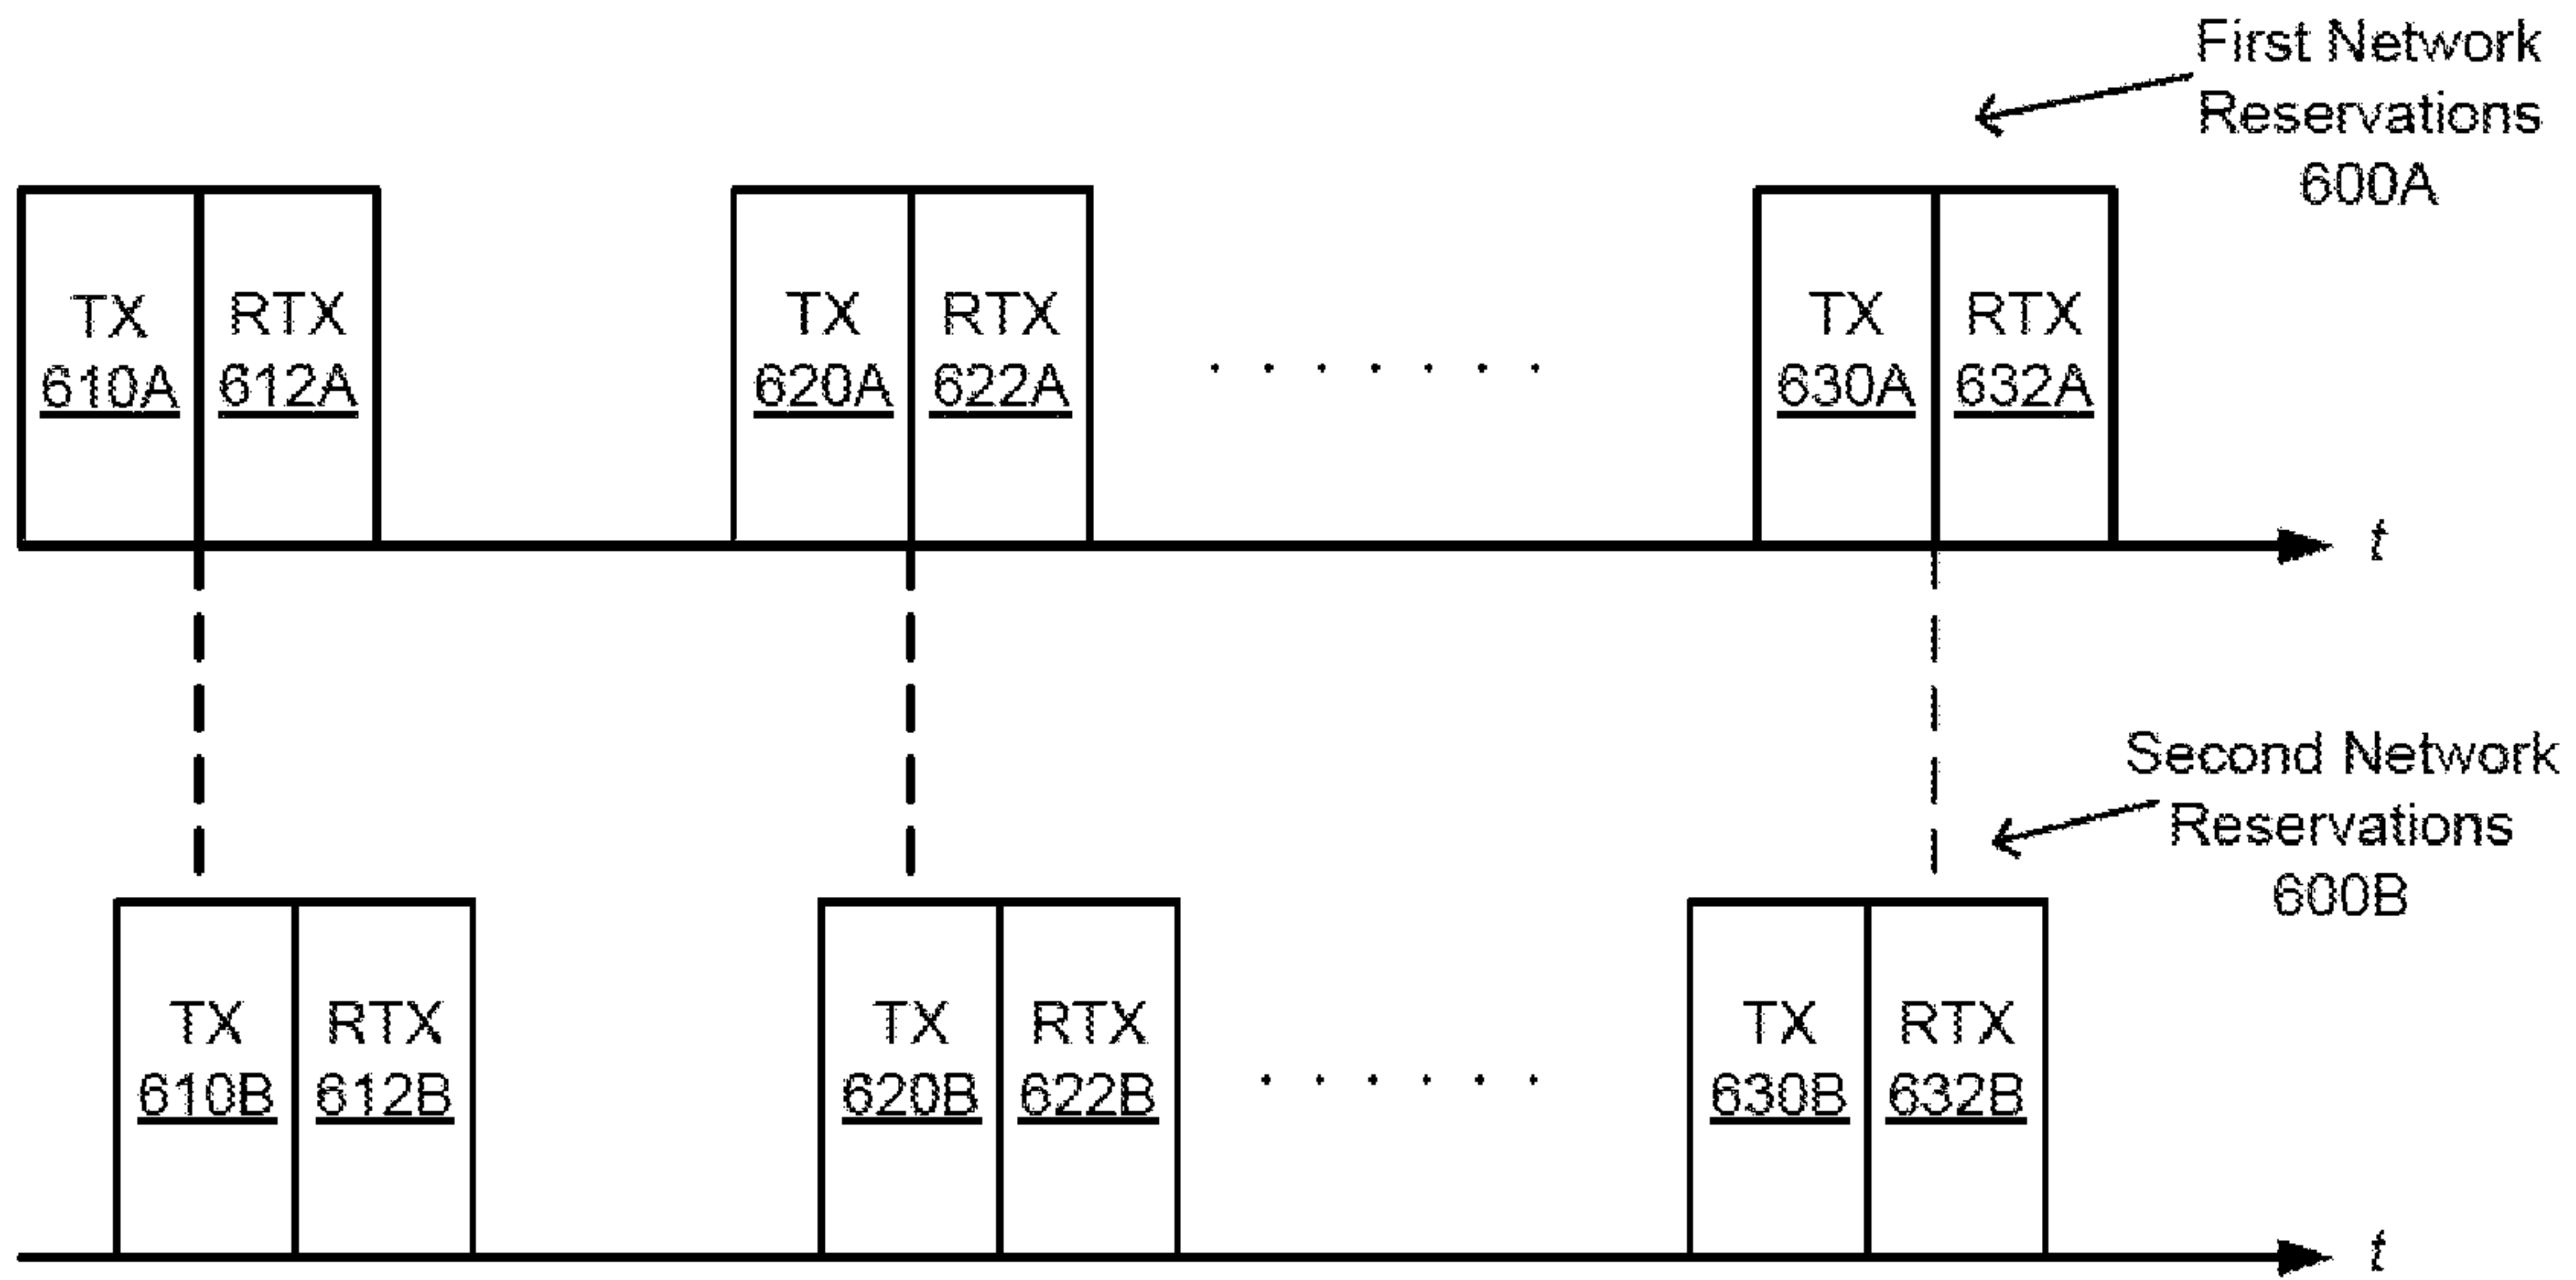 First Network
Reservations
600A
TX
610A
RTX
612A
TX
620A
RTX
622A
TX
630A
RTX
632A
t
Second Network
Reservations
600B
TX
610B
RTX
612B
TX
620B
RTX
622B
TX
630B
RTX
632B
t